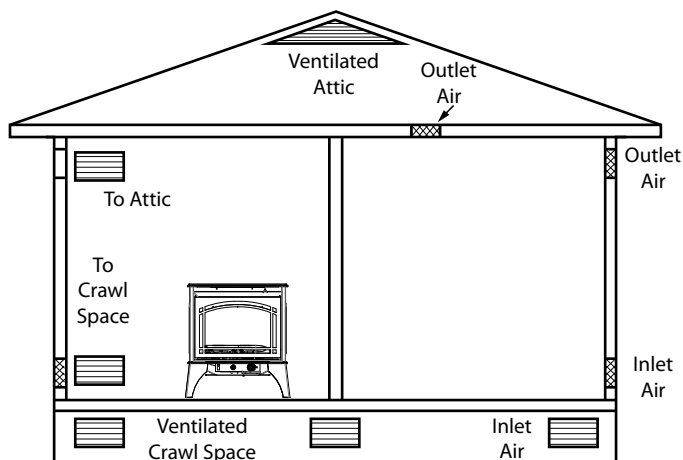 Ventilated
Attic
Outlet
Air
Outlet
Air
To Attic
To
Crawl
Space
Inlet
Air
Ventilated
Crawl Space
Inlet
Air